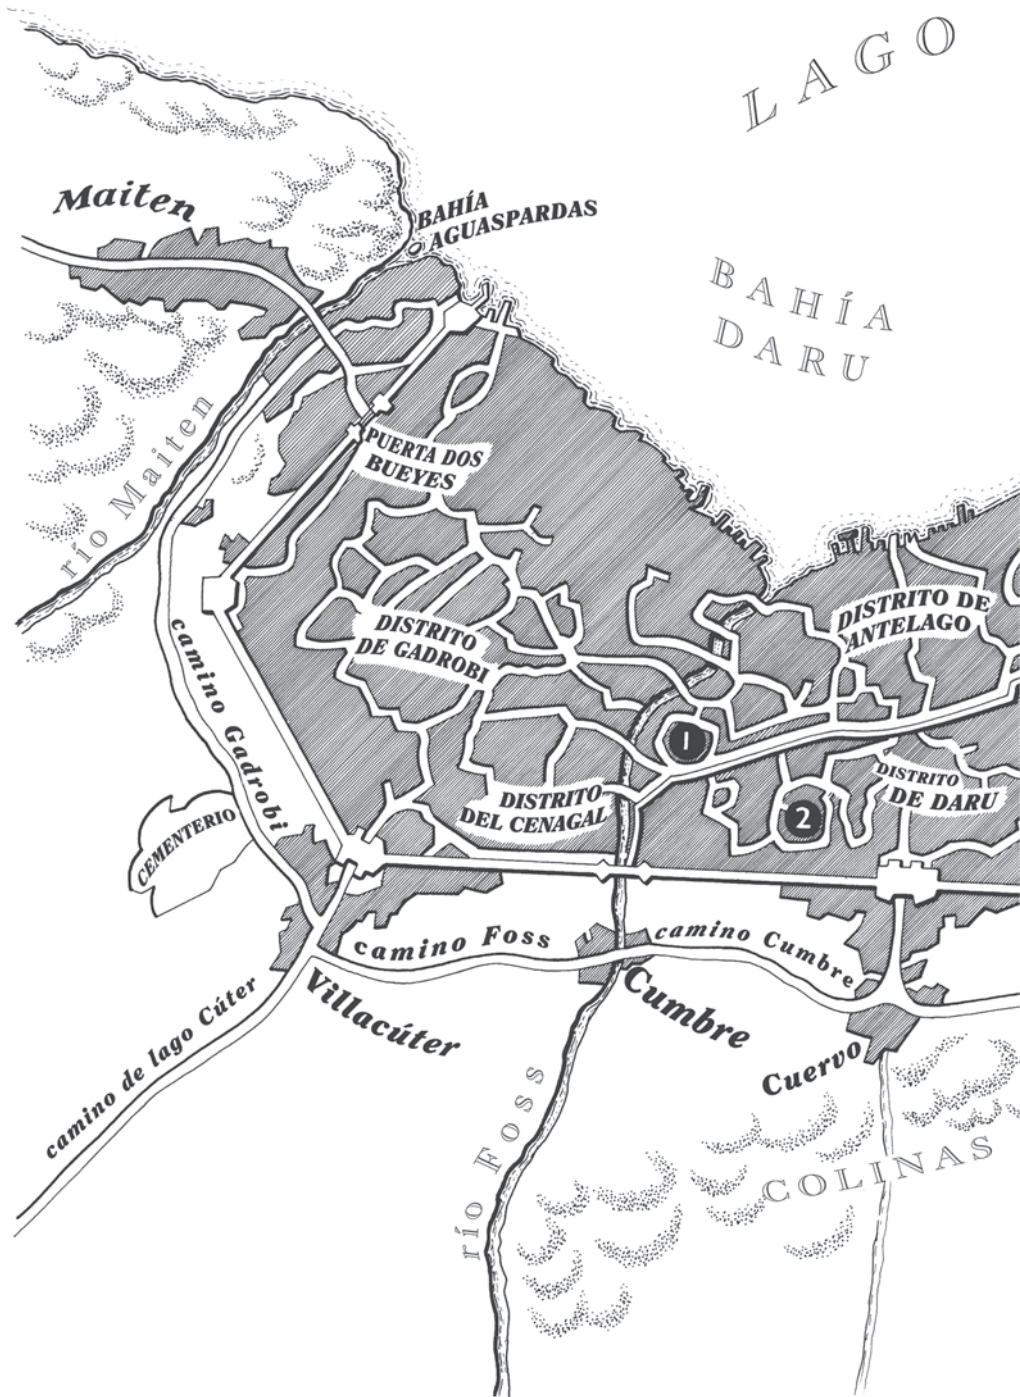 LAGO
Maiten
BAHÍA
AGUASPARDAS
BAHÍA
DARU
río Maiten
PUERTA DOS
BUEYES
DISTRITO
DE GADROBI
DISTRITO DE
ANTELAGO
camino Gadrobi
1
DISTRITO
DE DARU
DISTRITO
DEL CENAGAL
2
CEMENTERIO
camino Foss
camino Cumbre
camino de lago Cúter
Villacúter
Cumbre
Cuervo
río Foss
COLINAS